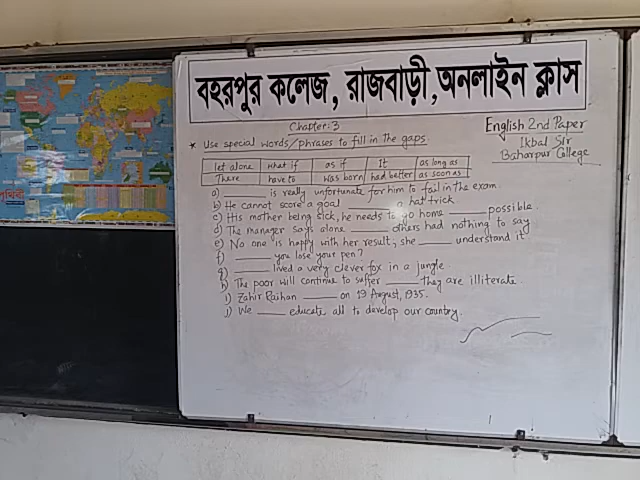 বহরপুর কলেজ, রাজবাড়ী,অনলাইন ক্লাস
Chapter: 3
English 2nd Paper
Ikbal Sir
Baharpur College
* Use special words/phrases to fill in the gaps
let alone what if as if It as long as
There have to was born had better as soon as
a) ______ is really unfortunate for him to fail in the exam.
b) He cannot score a goal ______ a hat trick
c) His mother being sick, he needs to go home ______ possible.
d) The manager says alone ______ others had nothing to say
e) No one is happy with her result; she ______ understand it
f) ______ you lose your pen?
g) ______ lived a very clever fox in a jungle.
h) The poor will continue to suffer ______ they are illiterate.
i) Zahir Raihan ______ on 19 August, 1935.
j) We ______ educate all to develop our country.